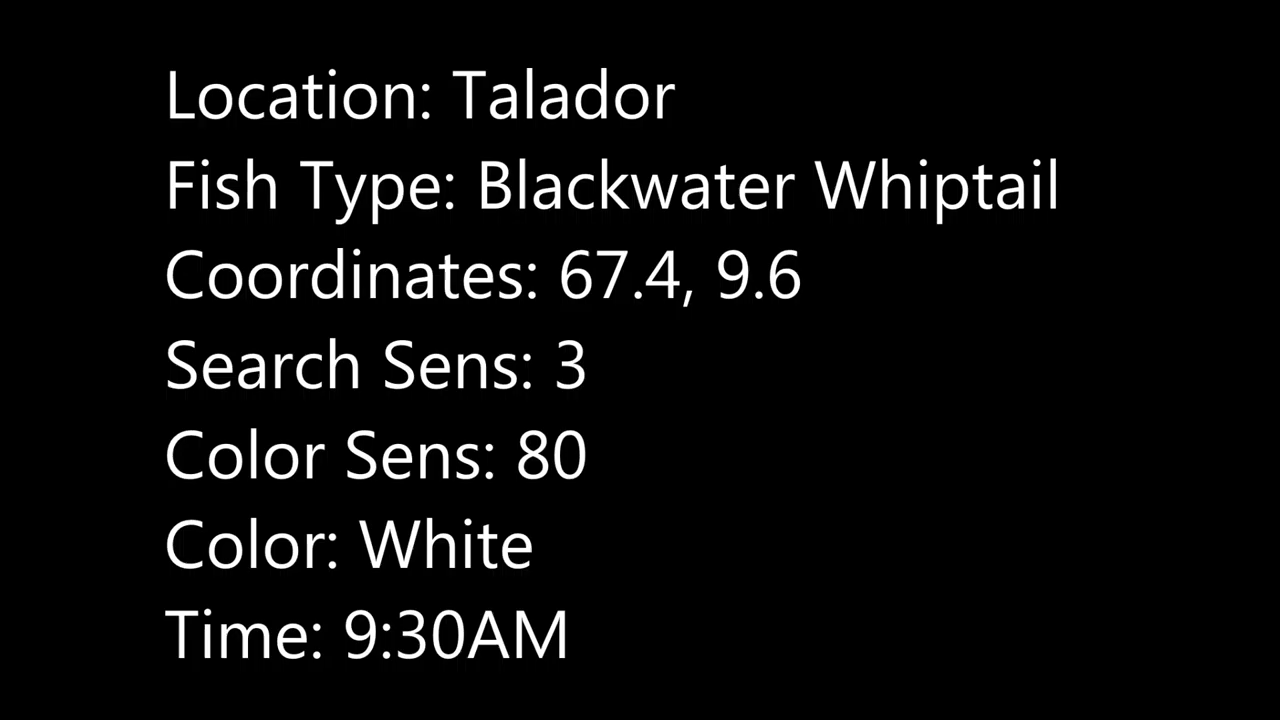 Location: Talador
Fish Type: Blackwater Whiptail
Coordinates: 67.4, 9.6
Search Sens: 3
Color Sens: 80
Color: White
Time: 9:30AM